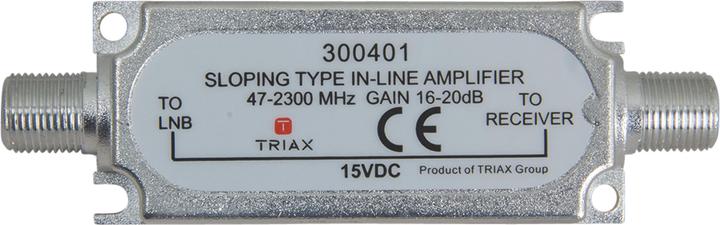 300401
SLOPING TYPE IN-LINE AMPLIFIER
47-2300 MHz GAIN 16-20dB
TO
LNB
T
TRIAX
CE
TO
RECEIVER
15VDC
Product of TRIAX Group